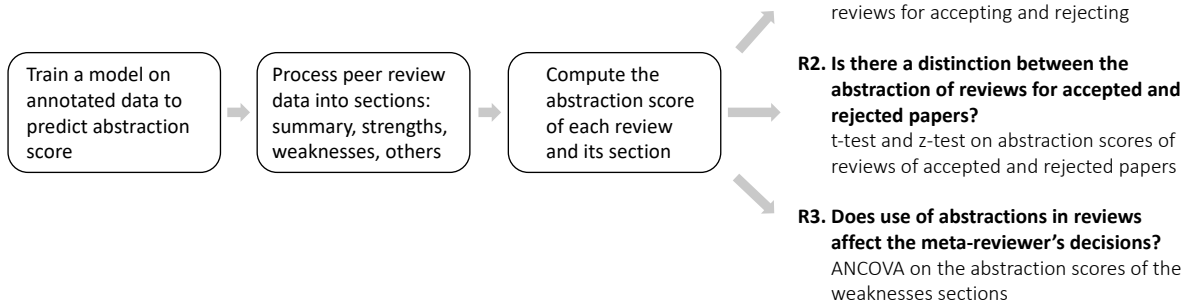 reviews for accepting and rejecting
Train a model on
annotated data to
predict abstraction
score
Process peer review
data into sections:
summary, strengths,
weaknesses, others
Compute the
abstraction score
of each review
and its section
R2. Is there a distinction between the
abstraction of reviews for accepted and
rejected papers?
t-test and z-test on abstraction scores of
reviews of accepted and rejected papers
R3. Does use of abstractions in reviews
affect the meta-reviewer's decisions?
ANCOVA on the abstraction scores of the
weaknesses sections